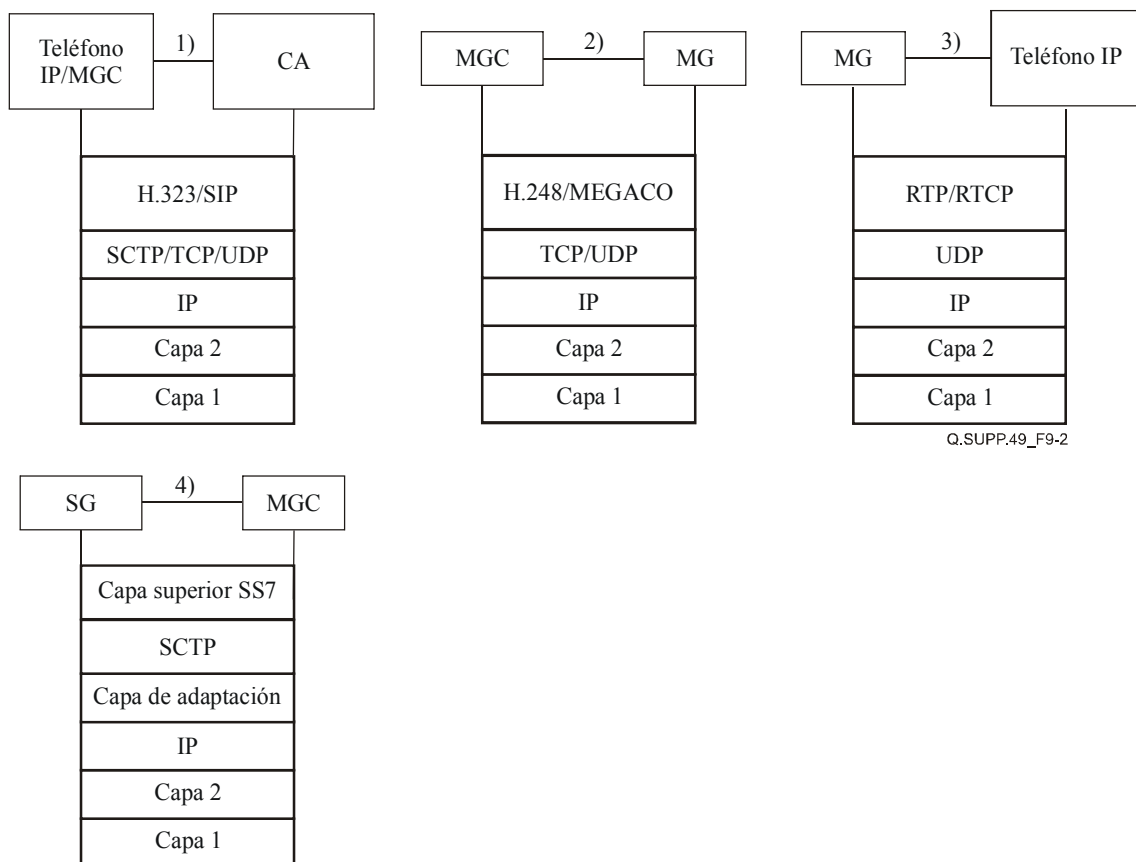 Teléfono
IP/MGC
1)
CA
H.323/SIP
SCTP/TCP/UDP
IP
Capa 2
Capa 1
MGC
2)
MG
H.248/MEGACO
TCP/UDP
IP
Capa 2
Capa 1
MG
3)
Teléfono IP
RTP/RTCP
UDP
IP
Capa 2
Capa 1
Q.SUPP.49_F9-2
SG
4)
MGC
Capa superior SS7
SCTP
Capa de adaptación
IP
Capa 2
Capa 1